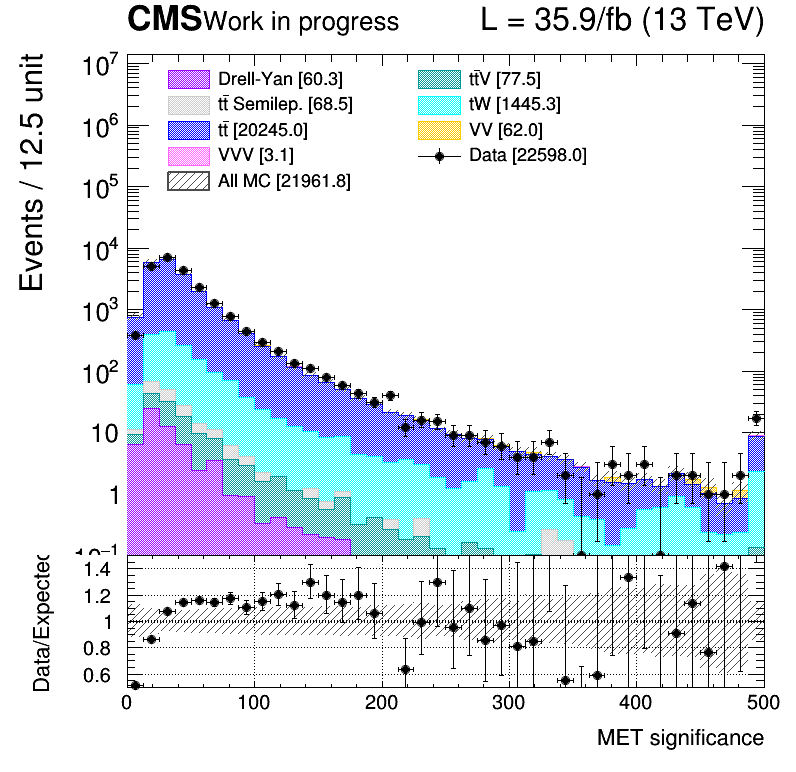 CMS Work in progress L = 35.9/fb (13 TeV)
Events / 12.5 unit
10⁷
10⁶
10⁵
10⁴
10³
10²
10
1
10⁻¹
Drell-Yan [60.3]
tt̄ Semilep. [68.5]
tt̄ [20245.0]
VVV [3.1]
All MC [21961.8]
tt̄V [77.5]
tW [1445.3]
VV [62.0]
Data [22598.0]
Data/Expected
1.4
1.2
1
0.8
0.6
0 100 200 300 400 500
MET significance